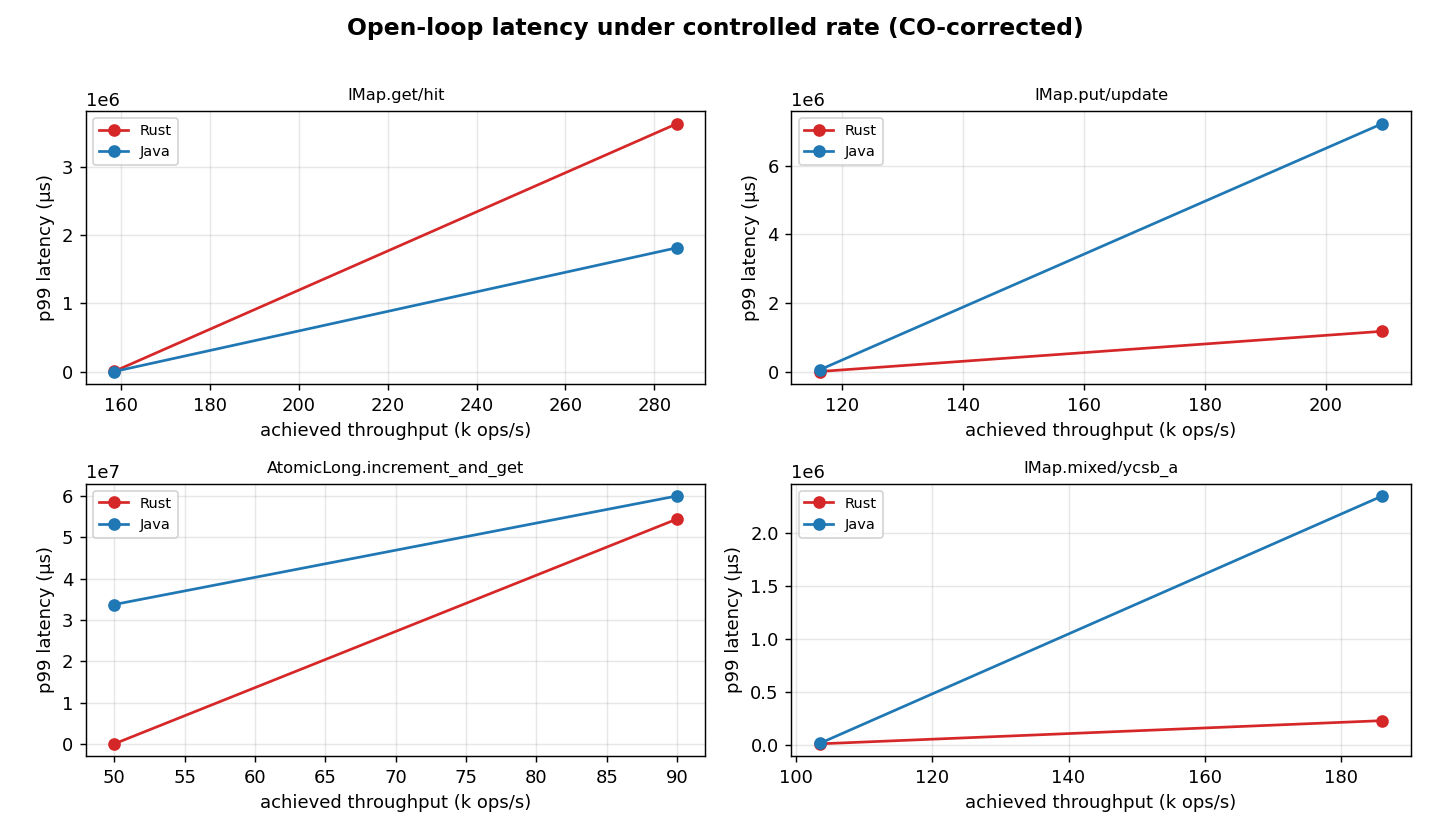 Open-loop latency under controlled rate (CO-corrected)
IMap.get/hit
1e6
Rust
Java
p99 latency (µs)
3
2
1
0
160 180 200 220 240 260 280
achieved throughput (k ops/s)
IMap.put/update
1e6
Rust
Java
p99 latency (µs)
6
4
2
0
120 140 160 180 200
achieved throughput (k ops/s)
AtomicLong.increment_and_get
1e7
Rust
Java
p99 latency (µs)
6
5
4
3
2
1
0
50 55 60 65 70 75 80 85 90
achieved throughput (k ops/s)
IMap.mixed/ycsb_a
1e6
Rust
Java
p99 latency (µs)
2.0
1.5
1.0
0.5
0.0
100 120 140 160 180
achieved throughput (k ops/s)